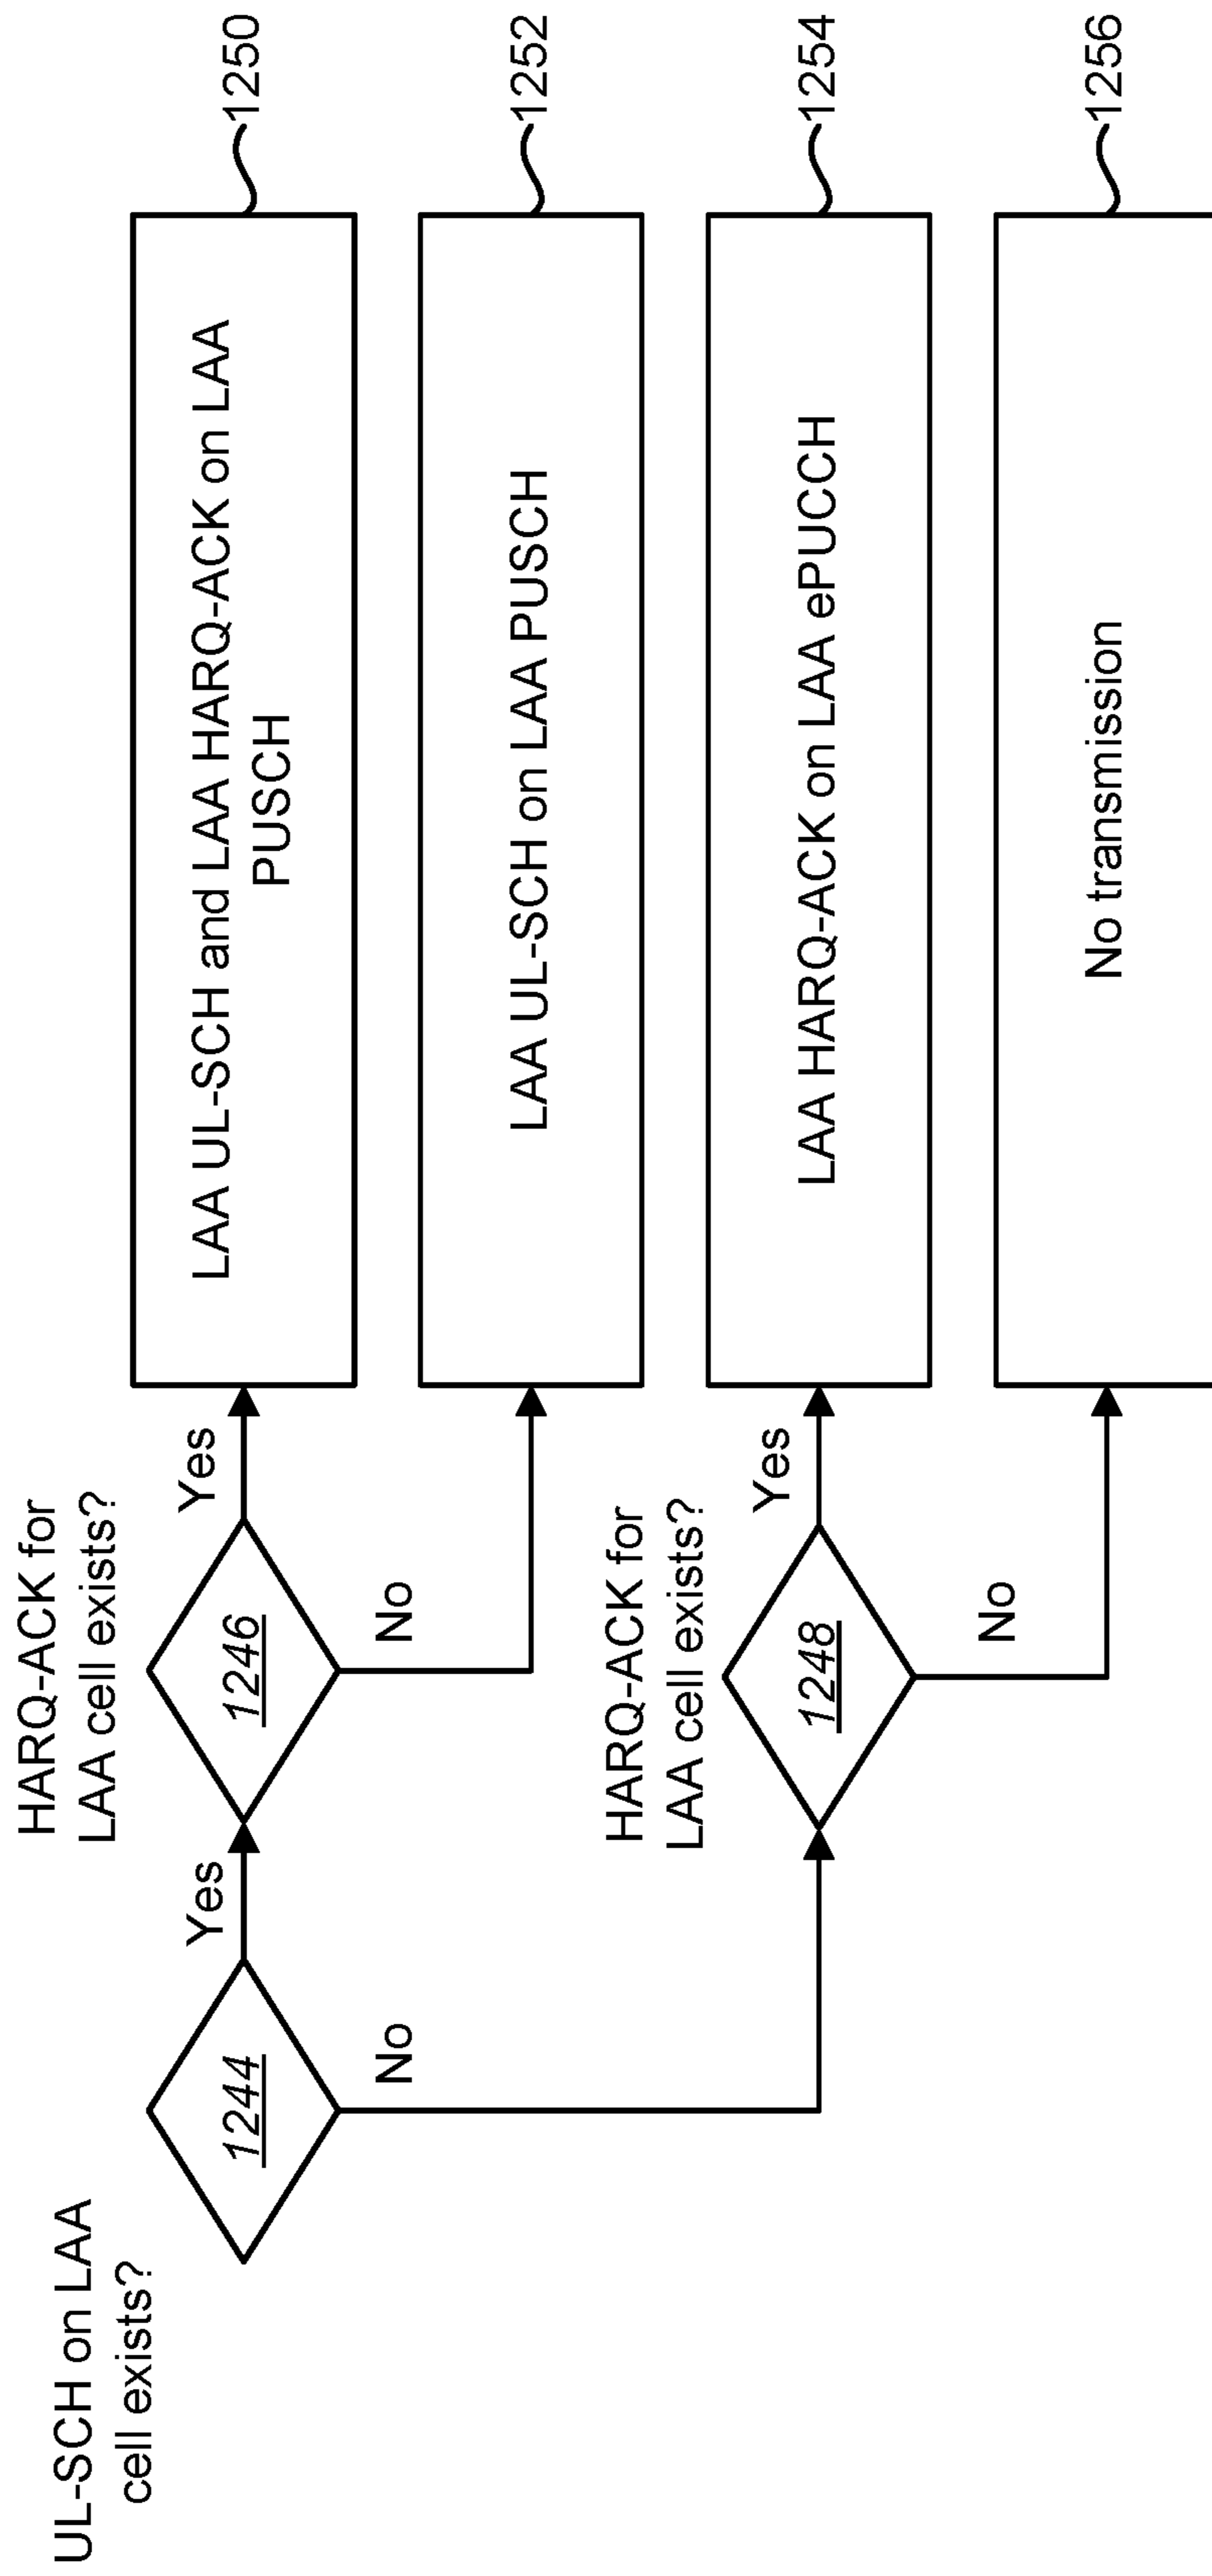 UL-SCH on LAA
cell exists?
1244
Yes
No
HARQ-ACK for
LAA cell exists?
1246
Yes
No
LAA UL-SCH and LAA HARQ-ACK on LAA
PUSCH
1250
LAA UL-SCH on LAA PUSCH
1252
HARQ-ACK for
LAA cell exists?
1248
Yes
No
LAA HARQ-ACK on LAA ePUCCH
1254
No transmission
1256